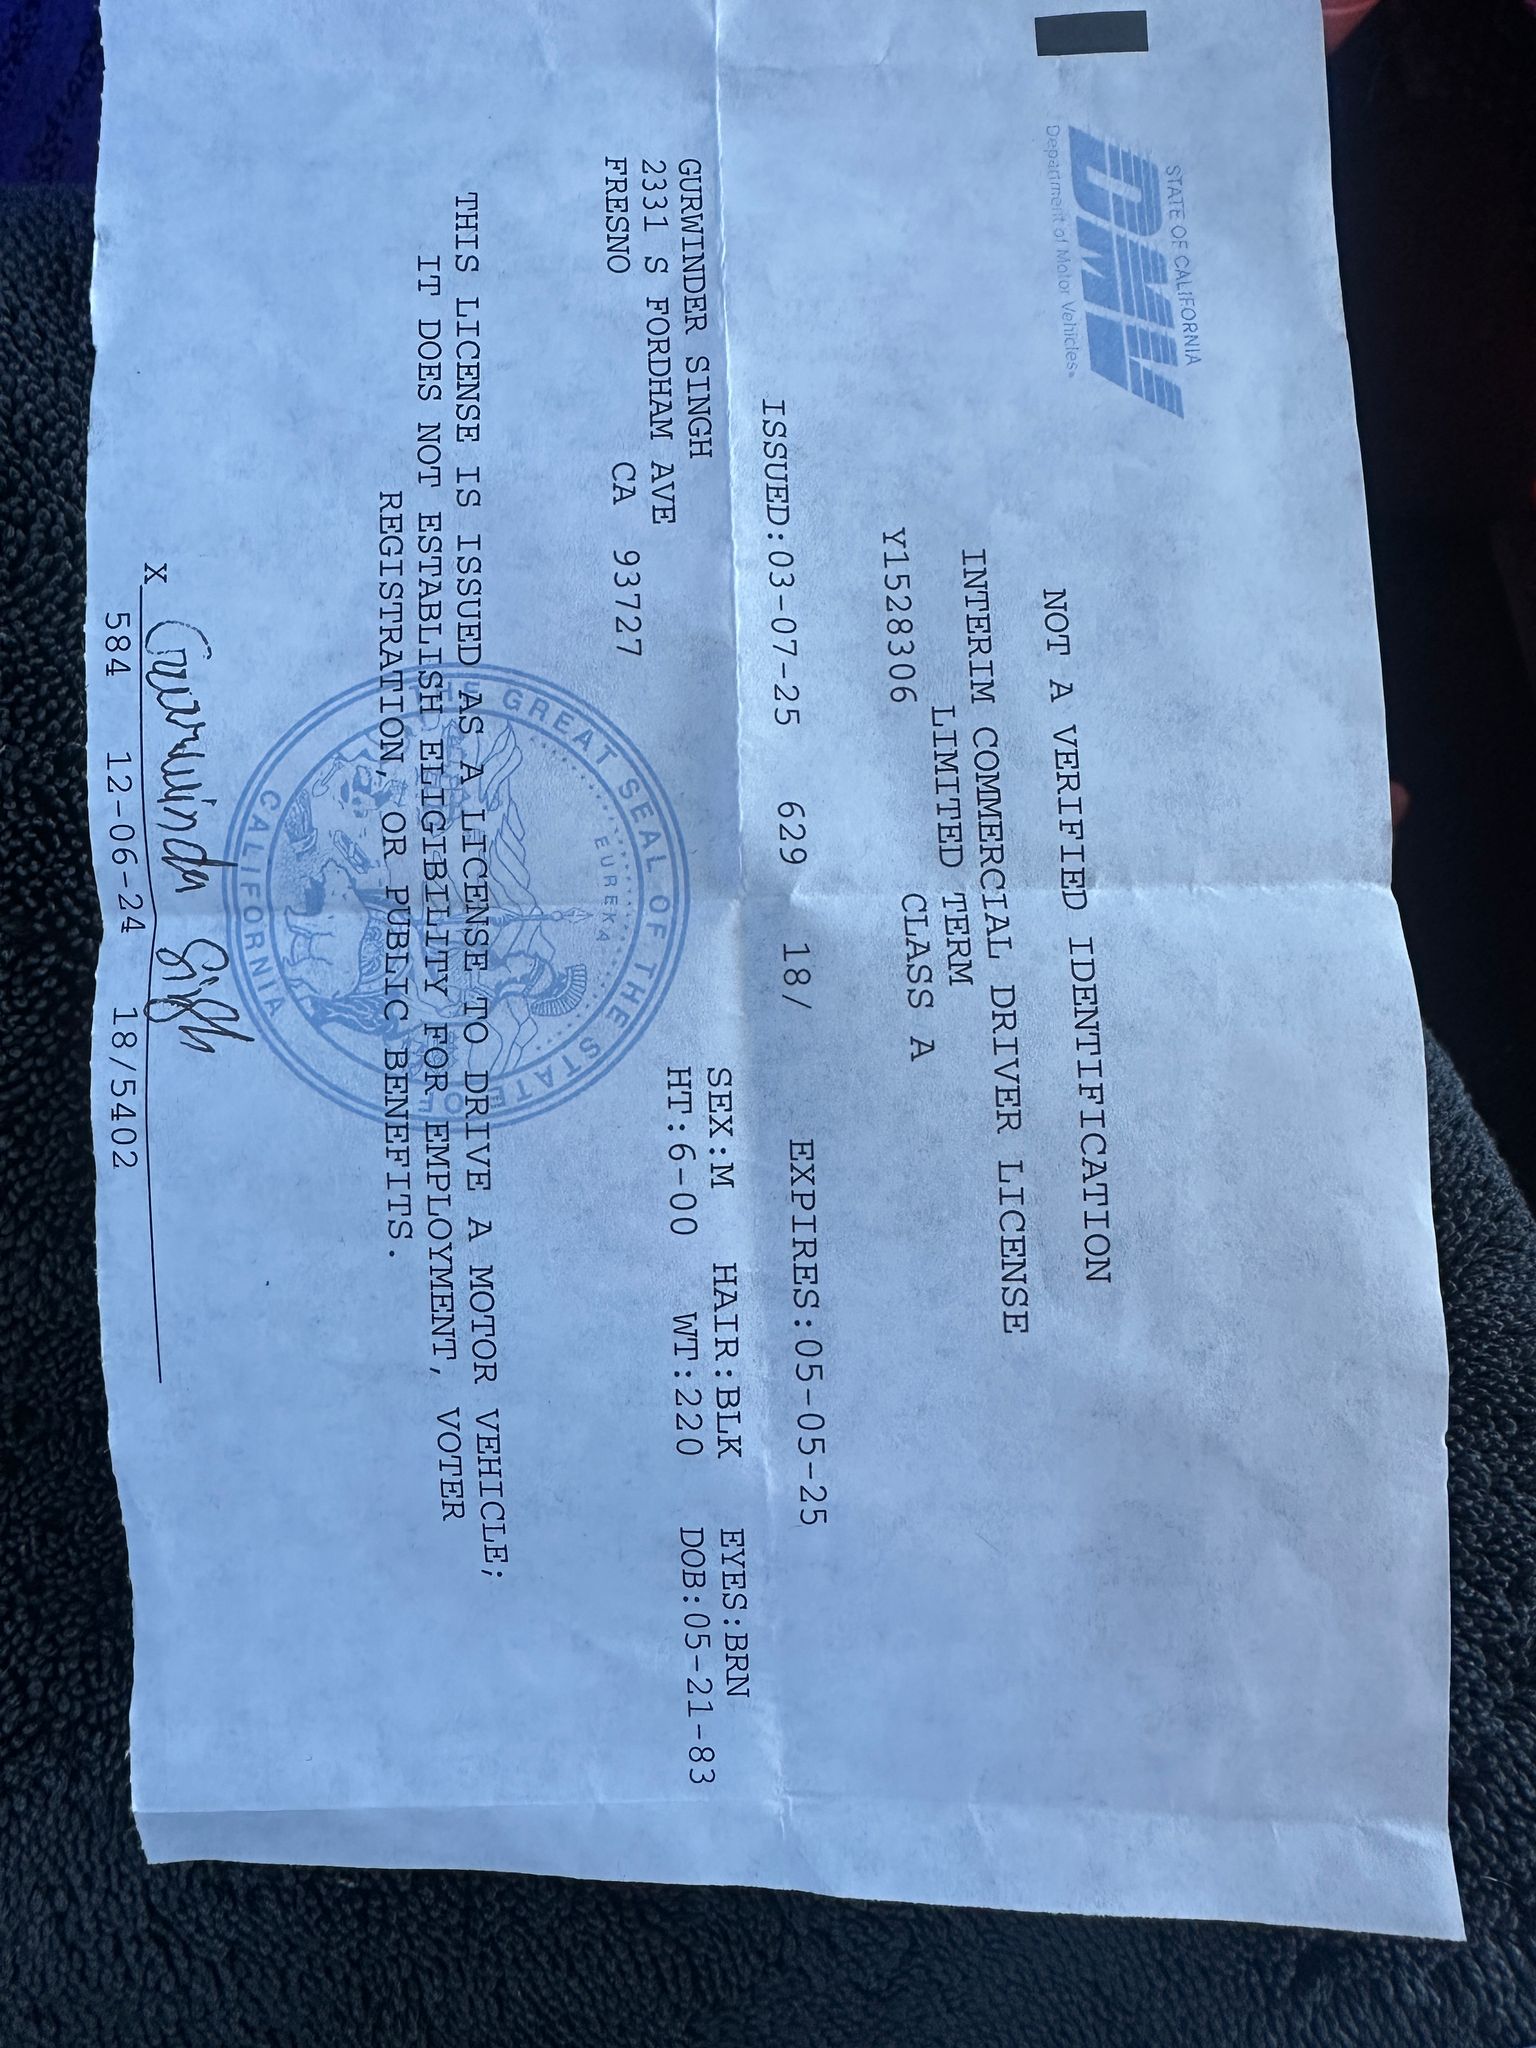 STATE OF CALIFORNIA
DMV
Department of Motor Vehicles®
NOT A VERIFIED IDENTIFICATION
INTERIM COMMERCIAL DRIVER LICENSE
LIMITED TERM
Y1528306 CLASS A
ISSUED:03-07-25 629 18/ EXPIRES:05-05-25
GURWINDER SINGH SEX:M HAIR:BLK EYES:BRN
2331 S FORDHAM AVE HT:6-00 WT:220 DOB:05-21-83
FRESNO CA 93727
THIS LICENSE IS ISSUED AS A LICENSE TO DRIVE A MOTOR VEHICLE;
IT DOES NOT ESTABLISH ELIGIBILITY FOR EMPLOYMENT, VOTER
REGISTRATION, OR PUBLIC BENEFITS.
THE GREAT SEAL OF THE STATE OF CALIFORNIA
EUREKA
X Gurwinder Singh
584 12-06-24 18/5402